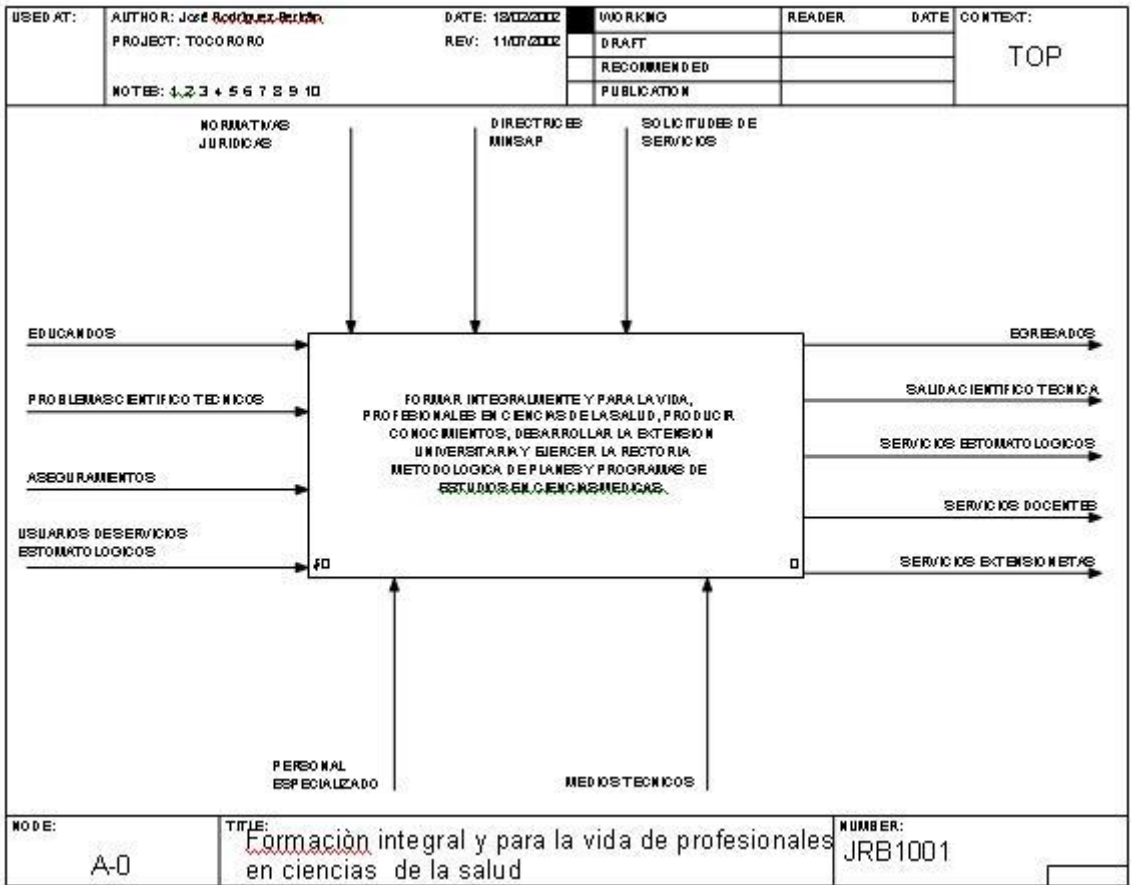 USED AT:
AUTHOR: José Rodríguez Beltrán
DATE: 18/02/2002
PROJECT: TOCORORO
REV: 11/07/2002
NOTES: 1 2 3 4 5 6 7 8 9 10
WORKING
DRAFT
RECOMMENDED
PUBLICATION
READER
DATE
CONTEXT:
TOP
NORMATIVAS
JURIDICAS
DIRECTRICES
MINSAP
SOLICITUDES DE
SERVICIOS
EDUCANDOS
PROBLEMAS CIENTIFICO TECNICOS
ASEGURAMIENTOS
USUARIOS DE SERVICIOS
ESTOMATOLOGICOS
FORMAR INTEGRALMENTE Y PARA LA VIDA,
PROFESIONALES EN CIENCIAS DE LA SALUD, PRODUCIR
CONOCIMIENTOS, DESARROLLAR LA EXTENSION
UNIVERSITARIA Y EJERCER LA RECTORIA
METODOLOGICA DE PLANES Y PROGRAMAS DE
ESTUDIOS EN CIENCIAS MEDICAS.
EGRESADOS
SALIDA CIENTIFICO TECNICA
SERVICIOS ESTOMATOLOGICOS
SERVICIOS DOCENTES
SERVICIOS EXTENSIONISTAS
PERSONAL
ESPECIALIZADO
MEDIOS TECNICOS
NODE:
A-0
TITLE:
Formaciòn integral y para la vida de profesionales
en ciencias de la salud
NUMBER:
JRB1001